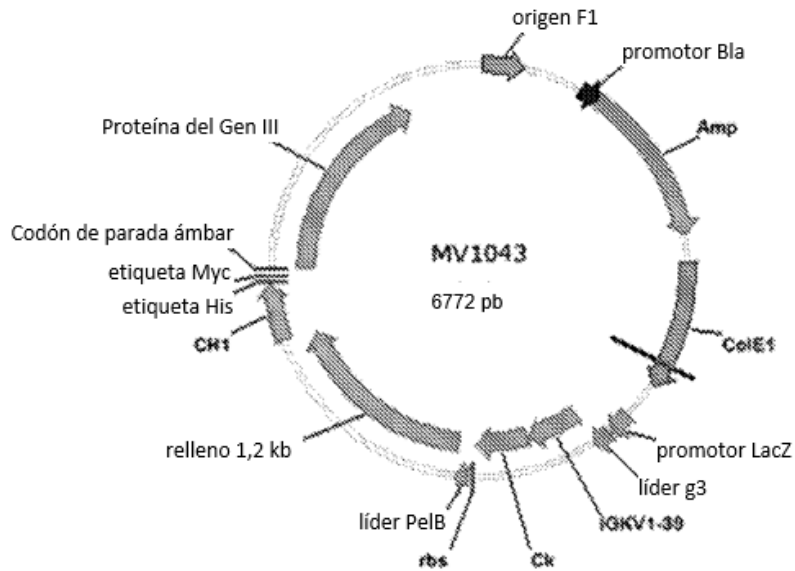 origen F1
promotor Bla
Proteína del Gen III
Amp
Codón de parada ámbar
MV1043
etiqueta Myc
6772 pb
etiqueta His
CH1
ColE1
relleno 1,2 kb
promotor LacZ
líder g3
líder PelB
IGKV1-39
rbs
Ck